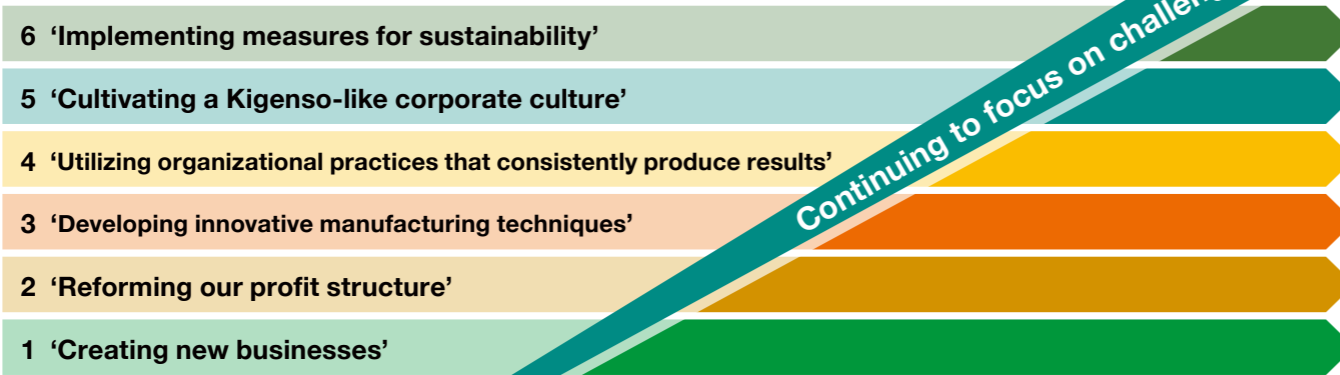 6 ‘Implementing measures for sustainability’
5 ‘Cultivating a Kigenso-like corporate culture’
4 ‘Utilizing organizational practices that consistently produce results’
3 ‘Developing innovative manufacturing techniques’
2 ‘Reforming our profit structure’
1 ‘Creating new businesses’
Continuing to focus on